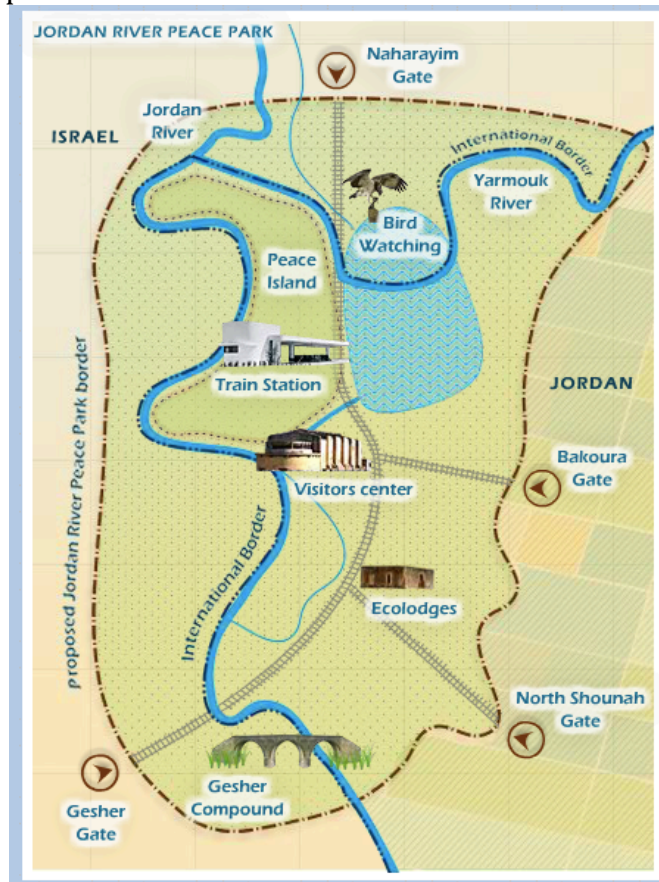 JORDAN RIVER PEACE PARK
Naharayim
Gate
Jordan
River
ISRAEL
International Border
Yarmouk
River
Bird
Watching
Peace
Island
Train Station
JORDAN
proposed Jordan River Peace Park border
Bakoura
Gate
Visitors center
International Border
Ecolodges
North Shounah
Gate
Gesher
Compound
Gesher
Gate